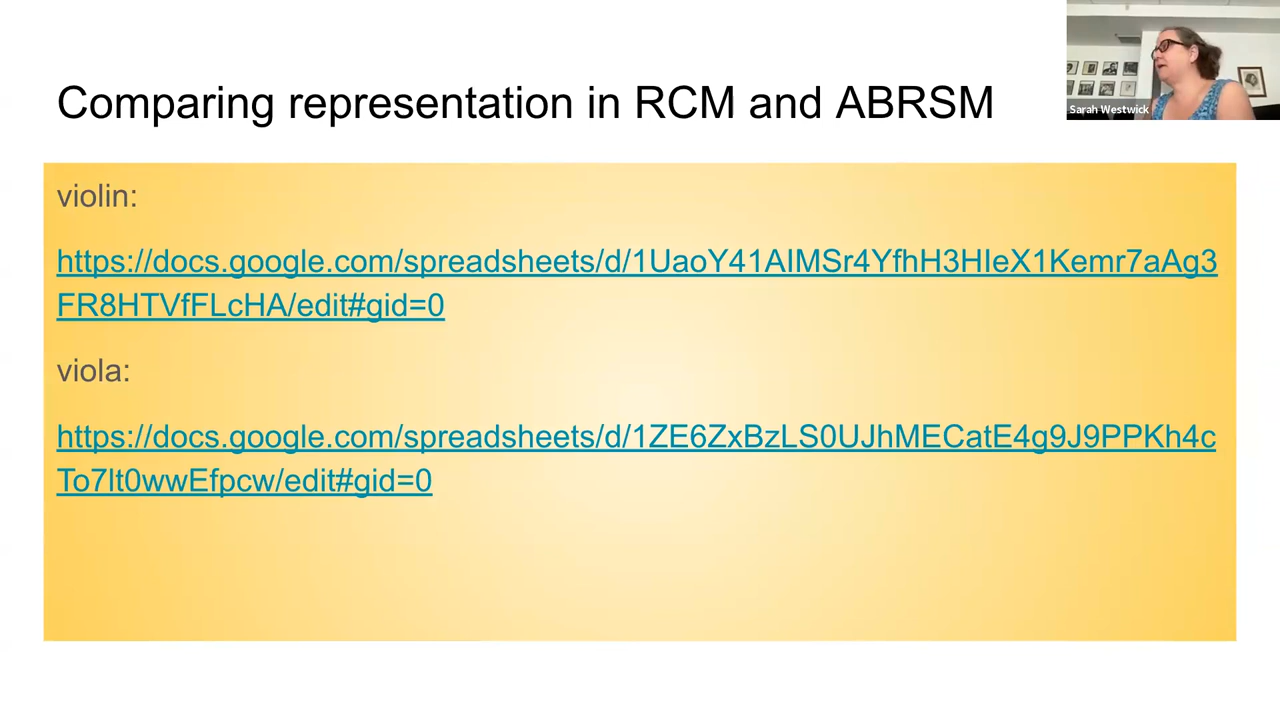 Comparing representation in RCM and ABRSM
Sarah Westwick
violin:
https://docs.google.com/spreadsheets/d/1UaoY41AIMSr4YfhH3HIeX1Kemr7aAg3
FR8HTVfFLcHA/edit#gid=0
viola:
https://docs.google.com/spreadsheets/d/1ZE6ZxBzLS0UJhMECatE4g9J9PPKh4c
To7lt0wwEfpcw/edit#gid=0